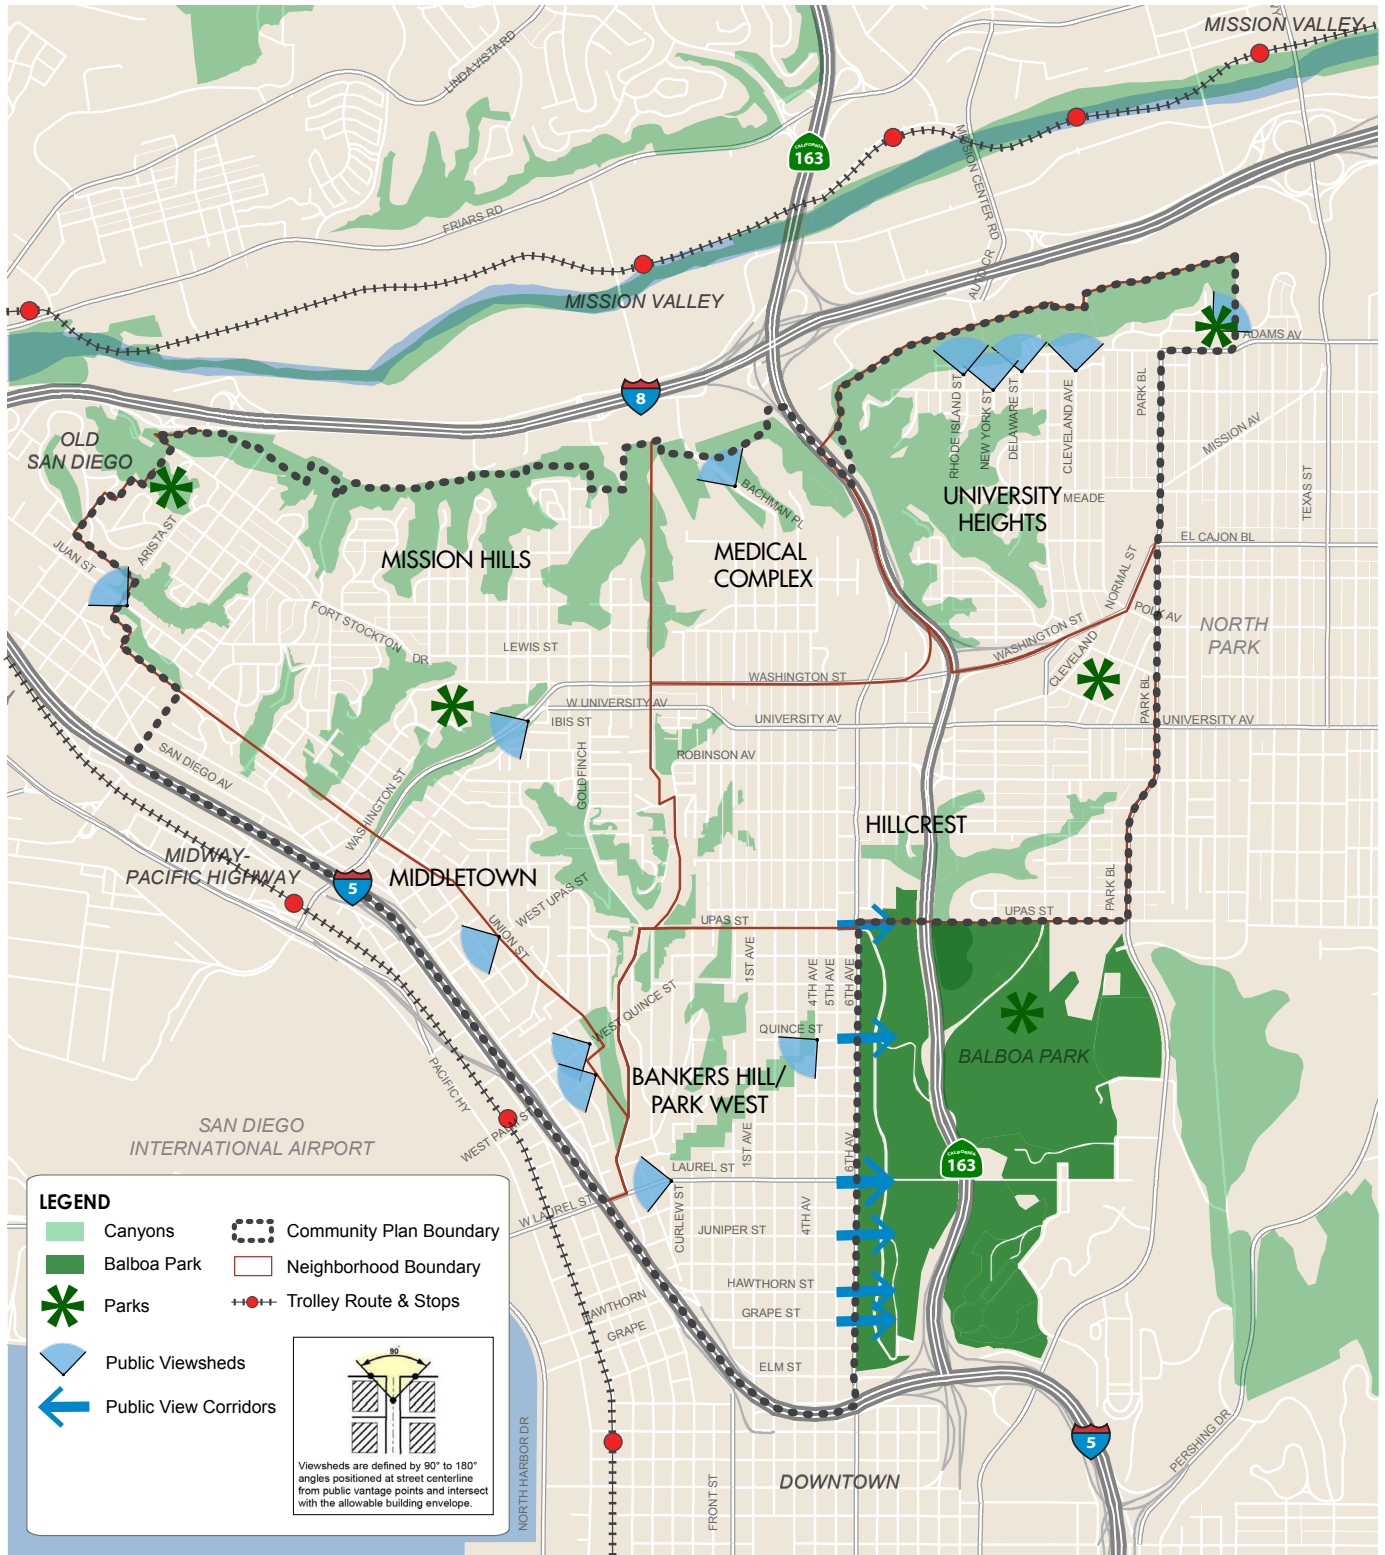 MISSION VALLEY
LINDA VISTA RD
CALIFORNIA
163
MISSION CENTER RD
FRIARS RD
AUTO CR
MISSION VALLEY
ADAMS AV
8
PARK BL
RHODE ISLAND ST
NEW YORK ST
DELAWARE ST
CLEVELAND AVE
MISSION AV
OLD
SAN DIEGO
TEXAS ST
BACHMAN PL
UNIVERSITY
HEIGHTS
MEADE
ARISTA ST
JUAN ST
MISSION HILLS
MEDICAL
COMPLEX
EL CAJON BL
NORMAL ST
POLK AV
FORT STOCKTON
DR
LEWIS ST
WASHINGTON ST
NORTH
PARK
CLEVELAND
WASHINGTON ST
W UNIVERSITY AV
IBIS ST
UNIVERSITY AV
PARK BL
UNIVERSITY AV
SAN DIEGO AV
ROBINSON AV
GOLDFINCH
WASHINGTON ST
HILLCREST
MIDWAY-
PACIFIC HIGHWAY
5
MIDDLETOWN
WEST UPAS ST
UNION ST
PARK BL
UPAS ST
UPAS ST
1ST AVE
4TH AVE
5TH AVE
6TH AVE
WEST QUINCE ST
QUINCE ST
BALBOA PARK
PACIFIC HY
BANKERS HILL/
PARK WEST
SAN DIEGO
INTERNATIONAL AIRPORT
WEST PALM ST
1ST AVE
6TH AV
CALIFORNIA
163
LAUREL ST
W LAUREL ST
CURLEW ST
JUNIPER ST
4TH AV
HAWTHORN ST
GRAPE ST
HAWTHORN
GRAPE
ELM ST
LEGEND
Canyons
Balboa Park
Parks
Public Viewsheds
Public View Corridors
Community Plan Boundary
Neighborhood Boundary
Trolley Route & Stops
90°
Viewsheds are defined by 90° to 180°
angles positioned at street centerline
from public vantage points and intersect
with the allowable building envelope.
NORTH HARBOR DR
FRONT ST
DOWNTOWN
5
PERSHING DR